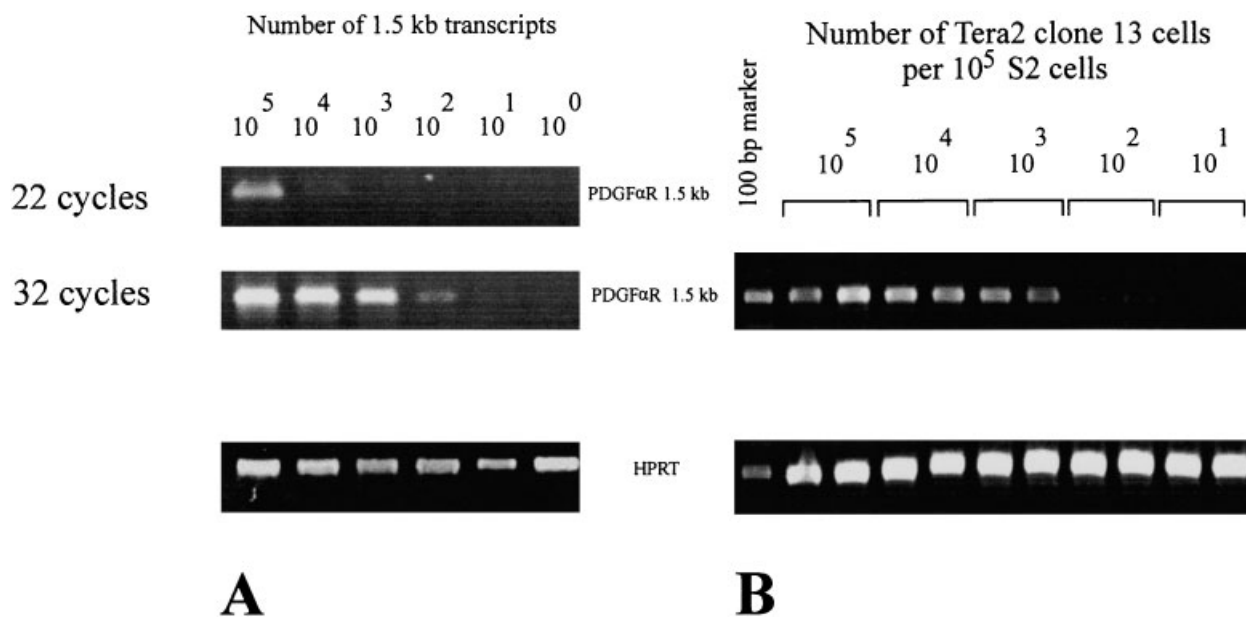 Number of 1.5 kb transcripts
10^5 10^4 10^3 10^2 10^1 10^0
22 cycles
PDGFαR 1.5 kb
32 cycles
PDGFαR 1.5 kb
HPRT
A
Number of Tera2 clone 13 cells
per 10^5 S2 cells
100 bp marker
10^5 10^4 10^3 10^2 10^1
B